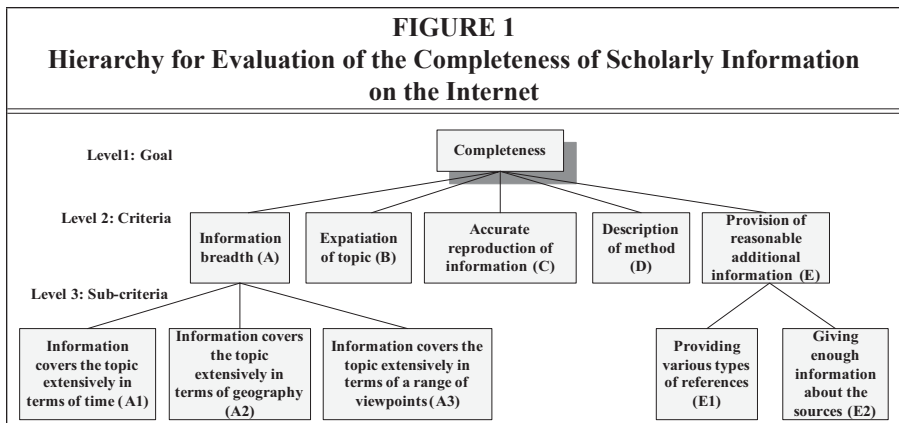 FIGURE 1
Hierarchy for Evaluation of the Completeness of Scholarly Information
on the Internet
Level1: Goal
Completeness
Level 2: Criteria
Information
breadth (A)
Expatiation
of topic (B)
Accurate
reproduction of
information (C)
Description
of method
(D)
Provision of
reasonable
additional
information (E)
Level 3: Sub-criteria
Information
covers the topic
extensively in
terms of time (A1)
Information covers
the topic
extensively in
terms of geography
(A2)
Information covers the
topic extensively in
terms of a range of
viewpoints (A3)
Providing
various types
of references
(E1)
Giving
enough
information
about the
sources (E2)